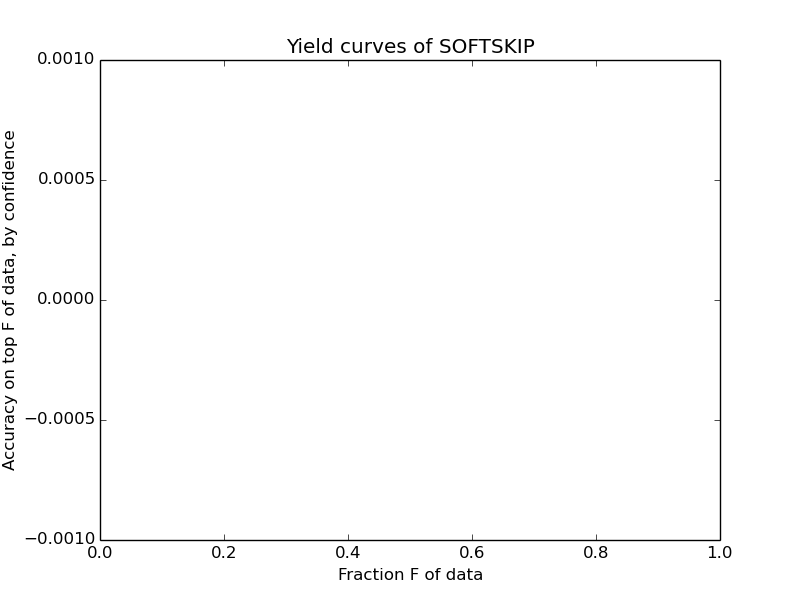 Yield curves of SOFTSKIP
Accuracy on top F of data, by confidence
0.0010
0.0005
0.0000
−0.0005
−0.0010
0.0 0.2 0.4 0.6 0.8 1.0
Fraction F of data